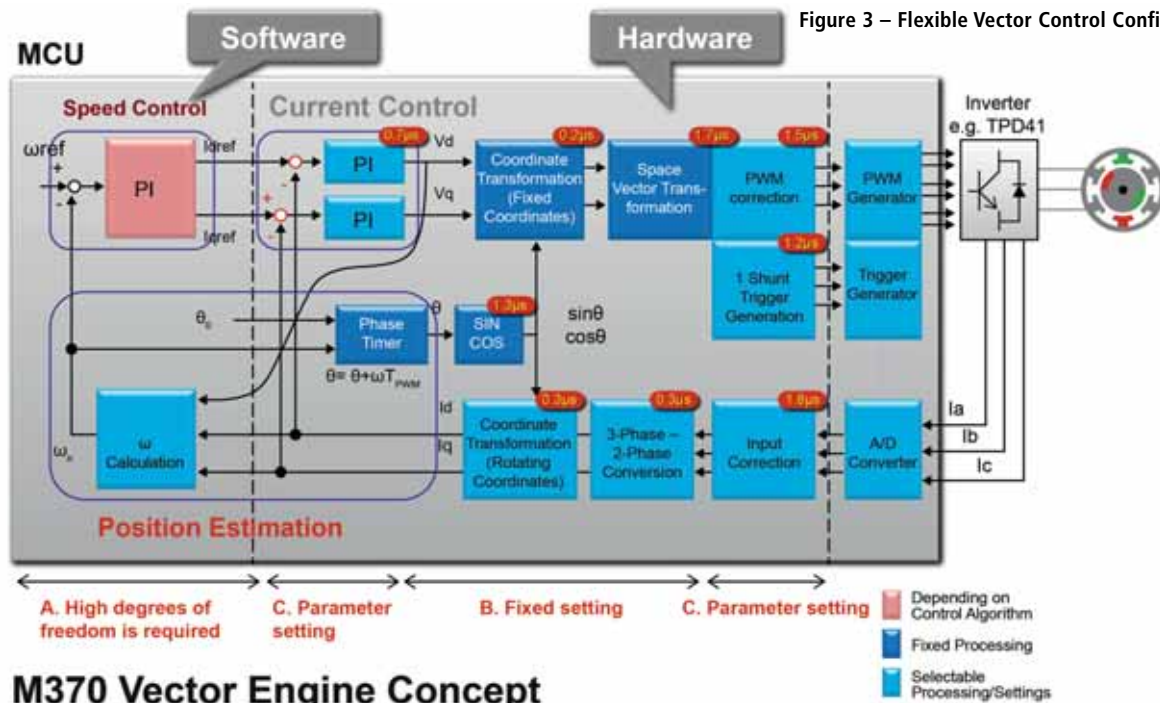 Figure 3 – Flexible Vector Control Confi
Software
Hardware
MCU
Speed Control
Current Control
Inverter
e.g. TPD41
ωref
+
-
PI
Idref
Iqref
-
+
-
PI
0.7µs
PI
Vd
Vq
Coordinate
Transformation
(Fixed
Coordinates)
0.2µs
Space
Vector Trans-
formation
1.7µs
PWM
correction
1.5µs
PWM
Generator
1 Shunt
Trigger
Generation
1.2µs
Trigger
Generator
θ
Phase
Timer
θ
θ= θ+ωT PWM
SIN
COS
1.3µs
sinθ
cosθ
ω
ω
Calculation
Id
Iq
Coordinate
Transformation
(Rotating
Coordinates)
0.3µs
3-Phase –
2-Phase
Conversion
0.3µs
Input
Correction
1.8µs
A/D
Converter
Ia
Ib
Ic
Position Estimation
A. High degrees of
freedom is required
C. Parameter
setting
B. Fixed setting
C. Parameter setting
Depending on
Control Algorithm
Fixed Processing
Selectable
Processing/Settings
M370 Vector Engine Concept